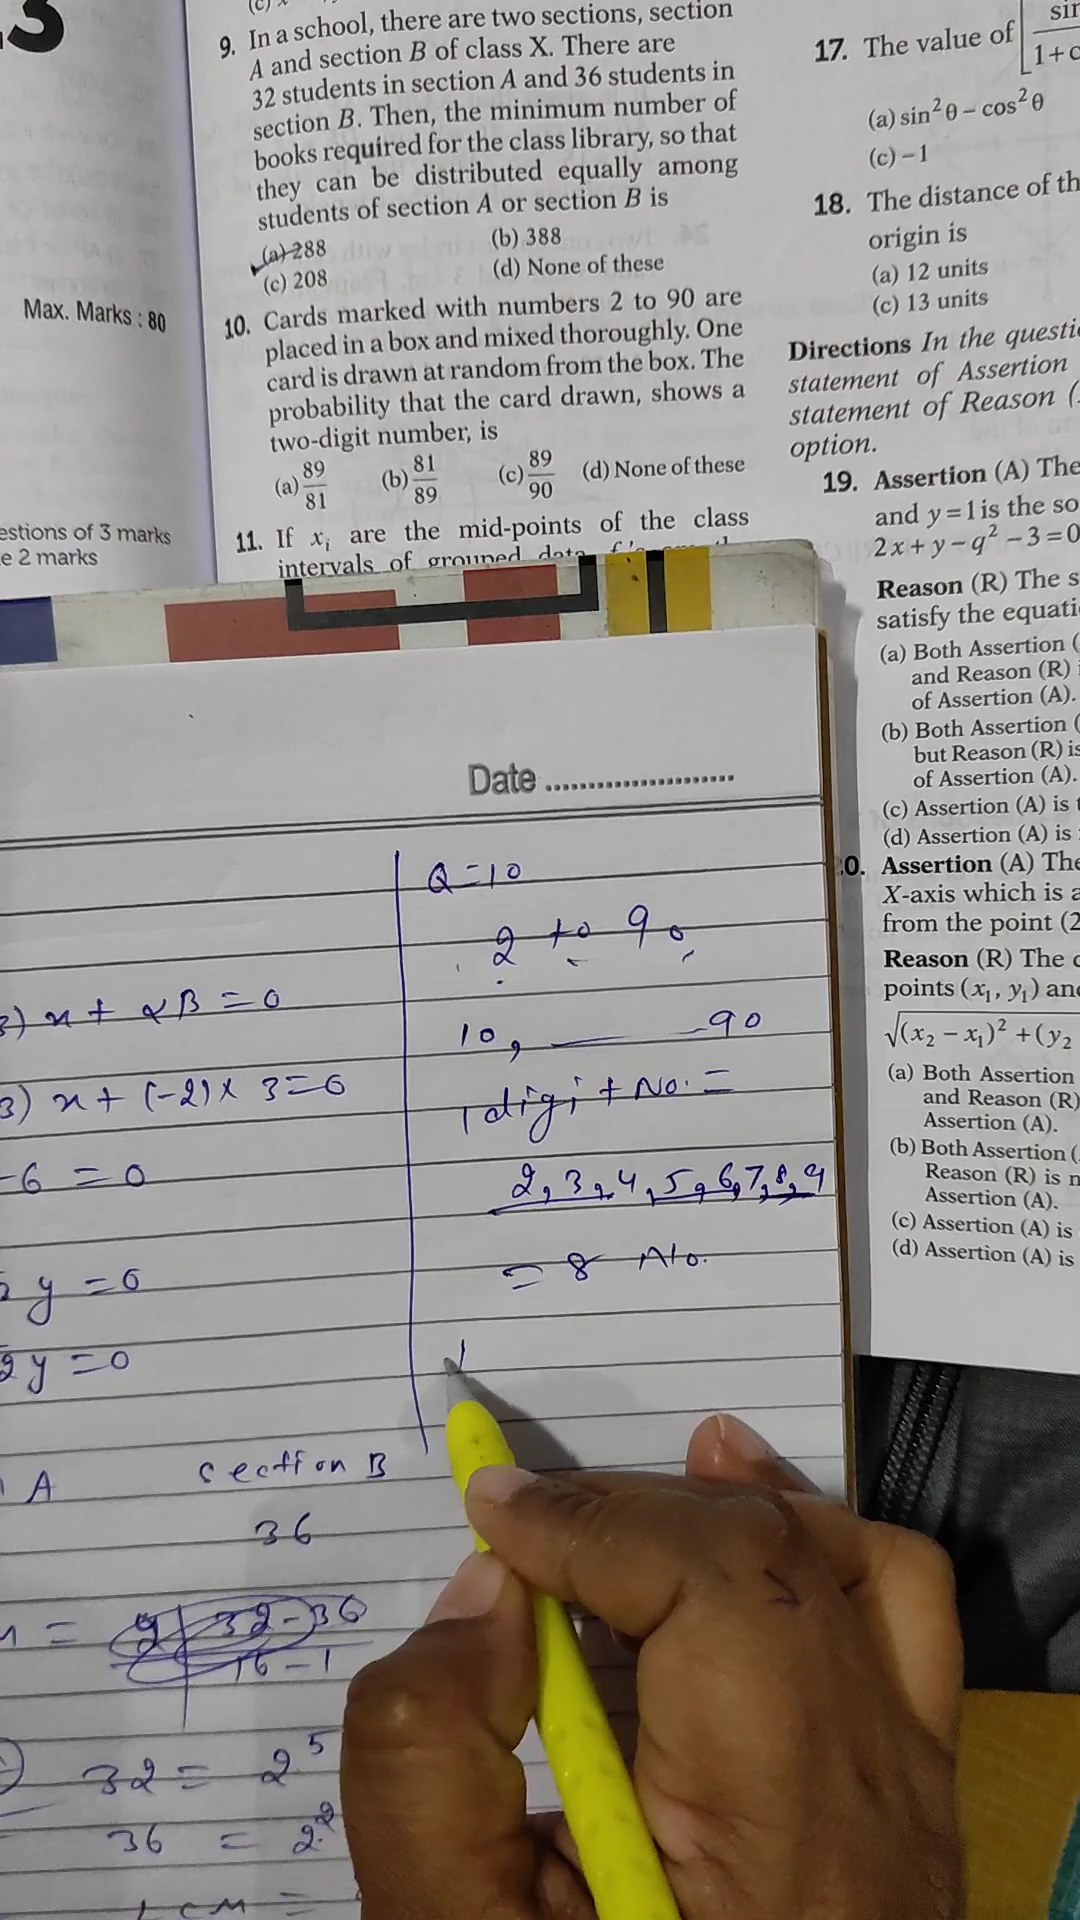 Max. Marks : 80
estions of 3 marks
e 2 marks
9. In a school, there are two sections, section
A and section B of class X. There are
32 students in section A and 36 students in
section B. Then, the minimum number of
books required for the class library, so that
they can be distributed equally among
students of section A or section B is
(a) 288 (b) 388
(c) 208 (d) None of these
10. Cards marked with numbers 2 to 90 are
placed in a box and mixed thoroughly. One
card is drawn at random from the box. The
probability that the card drawn, shows a
two-digit number, is
(a) 89/81 (b) 81/89 (c) 89/90 (d) None of these
11. If xᵢ are the mid-points of the class
intervals of grouped data
17. The value of
1+c
(a) sin²θ – cos²θ
(c) – 1
18. The distance of th
origin is
(a) 12 units
(c) 13 units
Directions In the questi
statement of Assertion
statement of Reason (
option.
19. Assertion (A) The
and y = 1 is the so
2x + y – q² – 3 = 0
Reason (R) The s
satisfy the equati
(a) Both Assertion (
and Reason (R)
of Assertion (A).
(b) Both Assertion (
but Reason (R) is
of Assertion (A).
(c) Assertion (A) is t
(d) Assertion (A) is
0. Assertion (A) The
X-axis which is a
from the point (2
Reason (R) The d
points (x₁, y₁) and
√(x₂ – x₁)² + (y₂
(a) Both Assertion
and Reason (R)
Assertion (A).
(b) Both Assertion (
Reason (R) is n
Assertion (A).
(c) Assertion (A) is
(d) Assertion (A) is
Date ......................
3) x + αβ = 0
3) x + (-2) x 3 = 0
-6 = 0
y = 0
2y = 0
A section B
36
= 2 32 - 36
16 - 1
32 = 2⁵
36 = 2²
LCM =
Q = 10
2 to 90
10, — 90
1 digit No. =
2, 3, 4, 5, 6, 7, 8, 9
= 8 No.